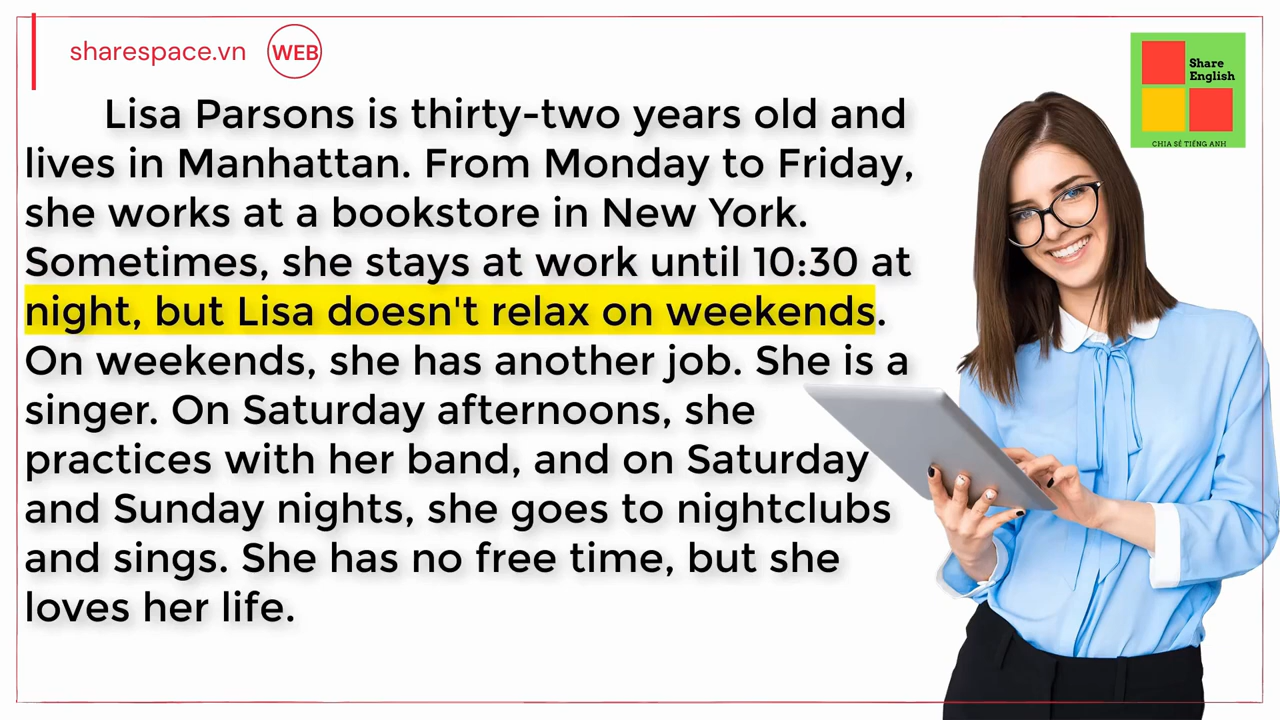 sharespace.vn
WEB
Share
English
CHIA SẺ TIẾNG ANH
Lisa Parsons is thirty-two years old and
lives in Manhattan. From Monday to Friday,
she works at a bookstore in New York.
Sometimes, she stays at work until 10:30 at
night, but Lisa doesn't relax on weekends.
On weekends, she has another job. She is a
singer. On Saturday afternoons, she
practices with her band, and on Saturday
and Sunday nights, she goes to nightclubs
and sings. She has no free time, but she
loves her life.